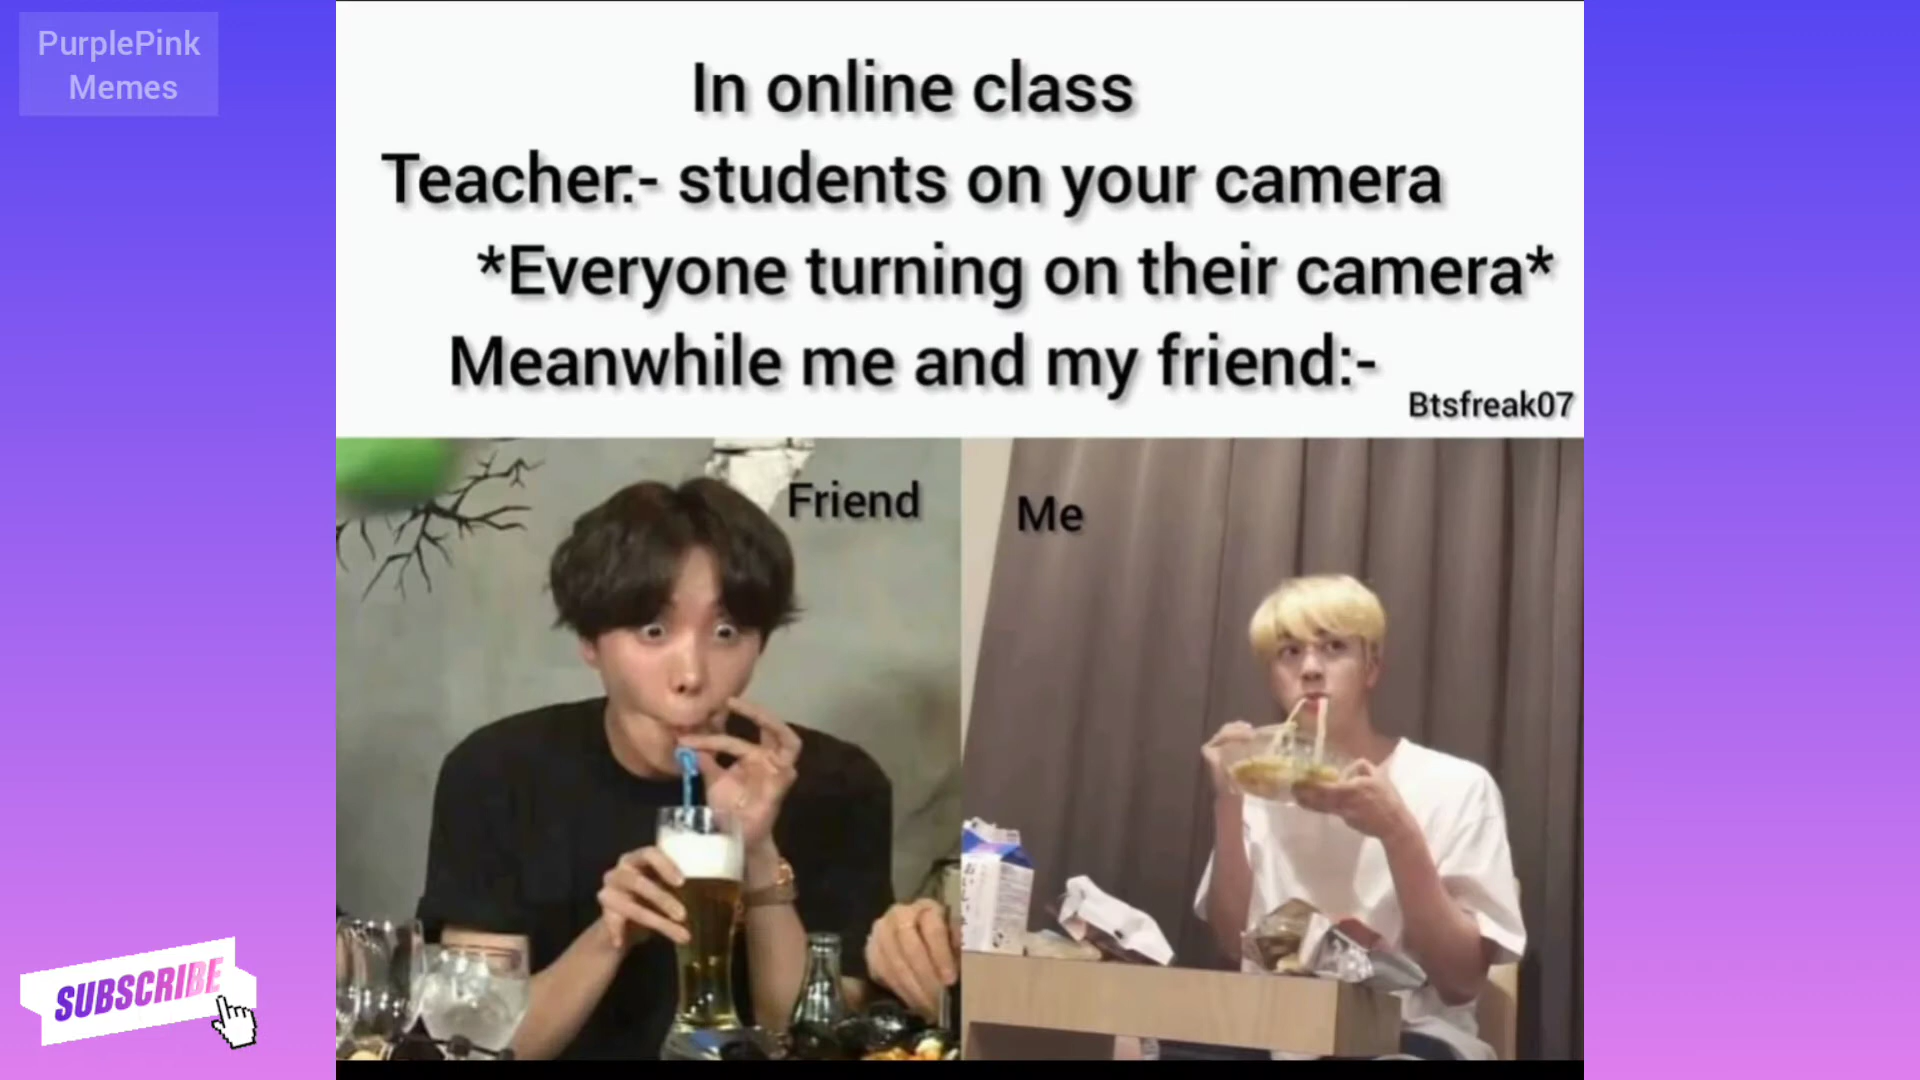 PurplePink
Memes
In online class
Teacher:- students on your camera
*Everyone turning on their camera*
Meanwhile me and my friend:-
Btsfreak07
Friend
Me
SUBSCRIBE